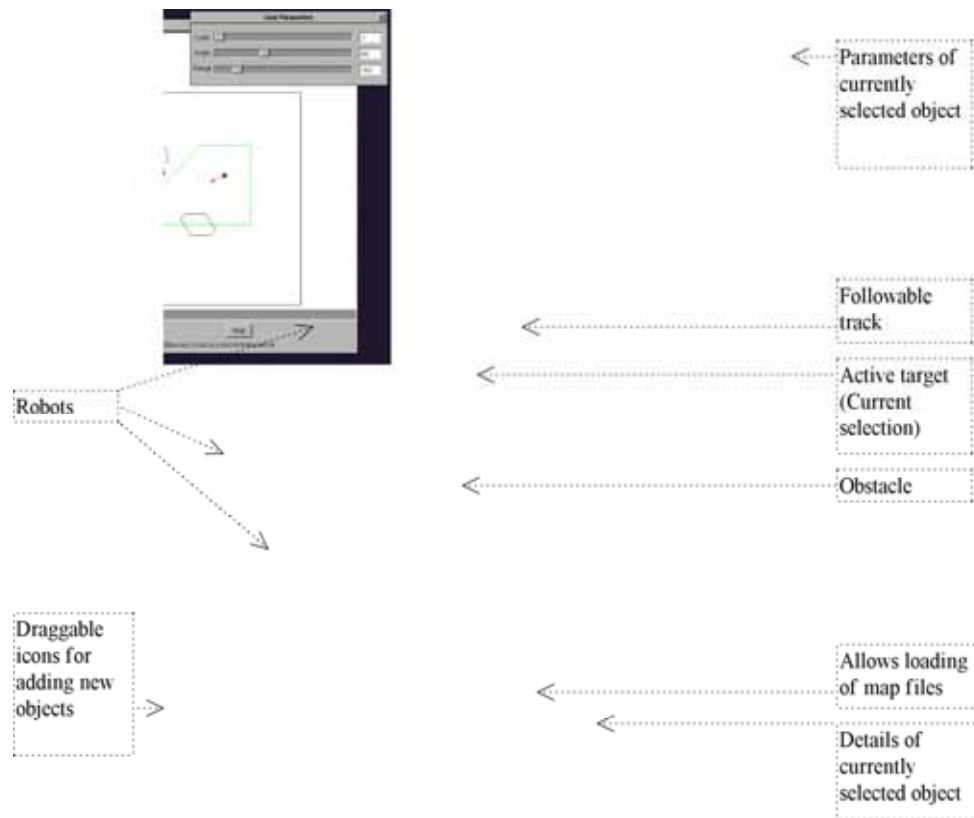 Parameters of
currently
selected object
Followable
track
Active target
(Current
selection)
Robots
Obstacle
Draggable
icons for
adding new
objects
Allows loading
of map files
Details of
currently
selected object